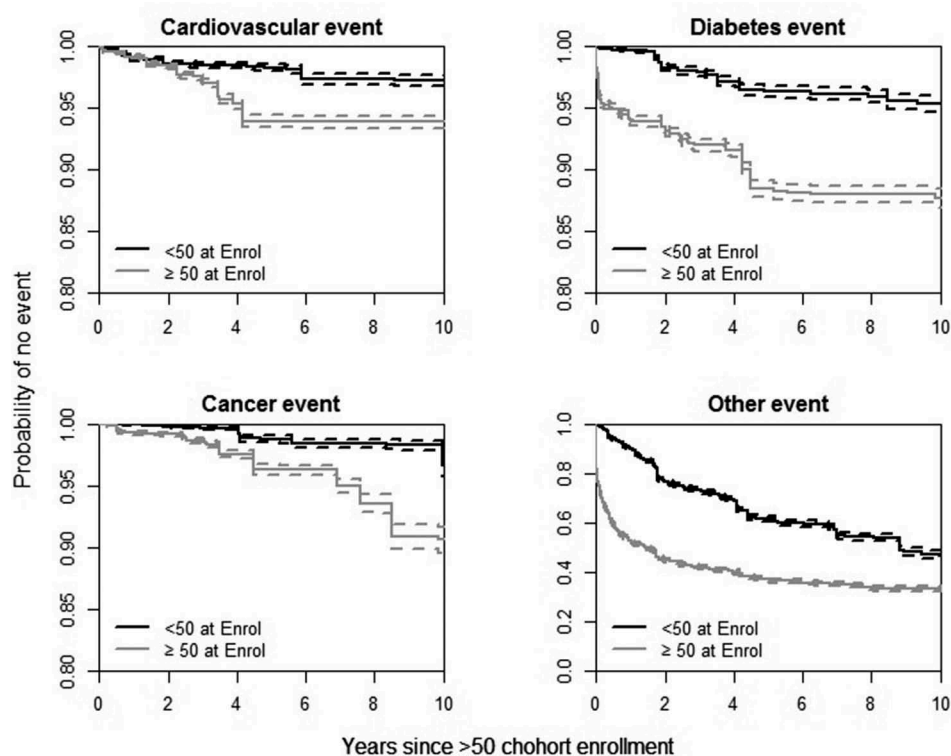 Cardiovascular event
1.00
0.95
0.90
0.85
0.80
<50 at Enrol
≥ 50 at Enrol
0 2 4 6 8 10
Diabetes event
1.00
0.95
0.90
0.85
0.80
<50 at Enrol
≥ 50 at Enrol
0 2 4 6 8 10
Probability of no event
Cancer event
1.00
0.95
0.90
0.85
0.80
<50 at Enrol
≥ 50 at Enrol
0 2 4 6 8 10
Other event
1.0
0.8
0.6
0.4
0.2
0.0
<50 at Enrol
≥ 50 at Enrol
0 2 4 6 8 10
Years since >50 chohort enrollment